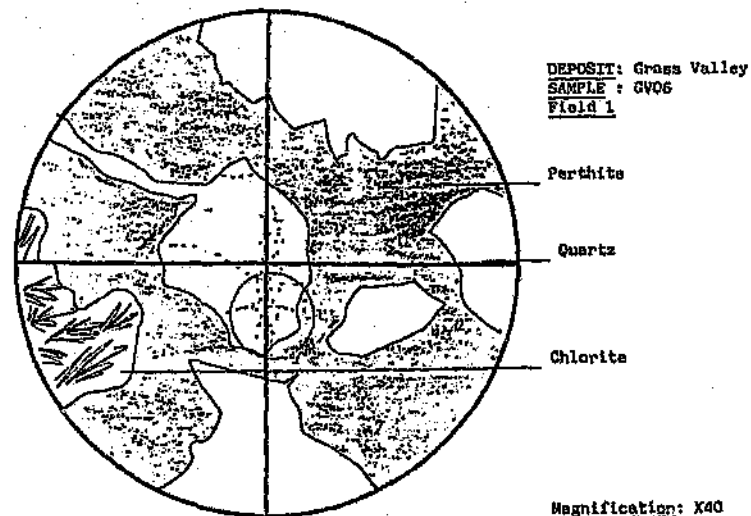 DEPOSIT: Grass Valley
SAMPLE : GV06
Field 1
Perthite
Quartz
Chlorite
Magnification: X40